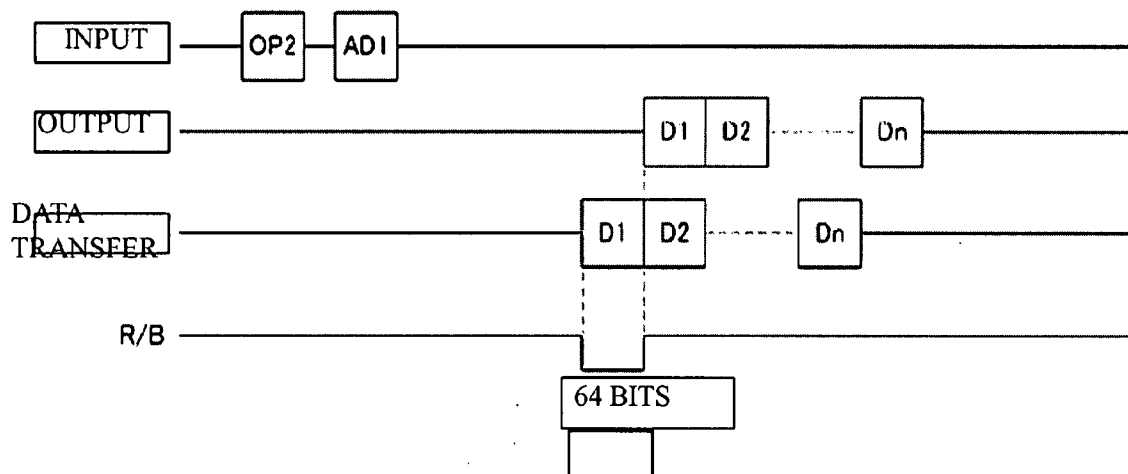 INPUT OP2 AD1
OUTPUT D1 D2 Dn
DATA
TRANSFER D1 D2 Dn
R/B
64 BITS